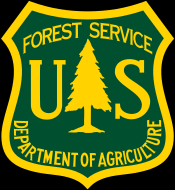 FOREST SERVICE
U S
DEPARTMENT OF AGRICULTURE